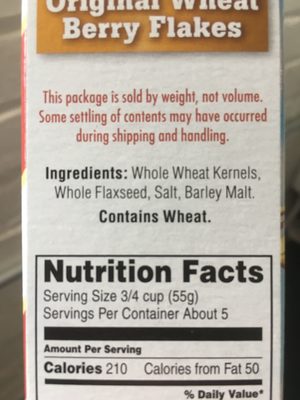 Original Wheat
Berry Flakes
This package is sold by weight, not volume.
Some settling of contents may have occurred
during shipping and handling.
Ingredients: Whole Wheat Kernels,
Whole Flaxseed, Salt, Barley Malt.
Contains Wheat.
Nutrition Facts
Serving Size 3/4 cup (55g)
Servings Per Container About 5
Amount Per Serving
Calories 210 Calories from Fat 50
% Daily Value*